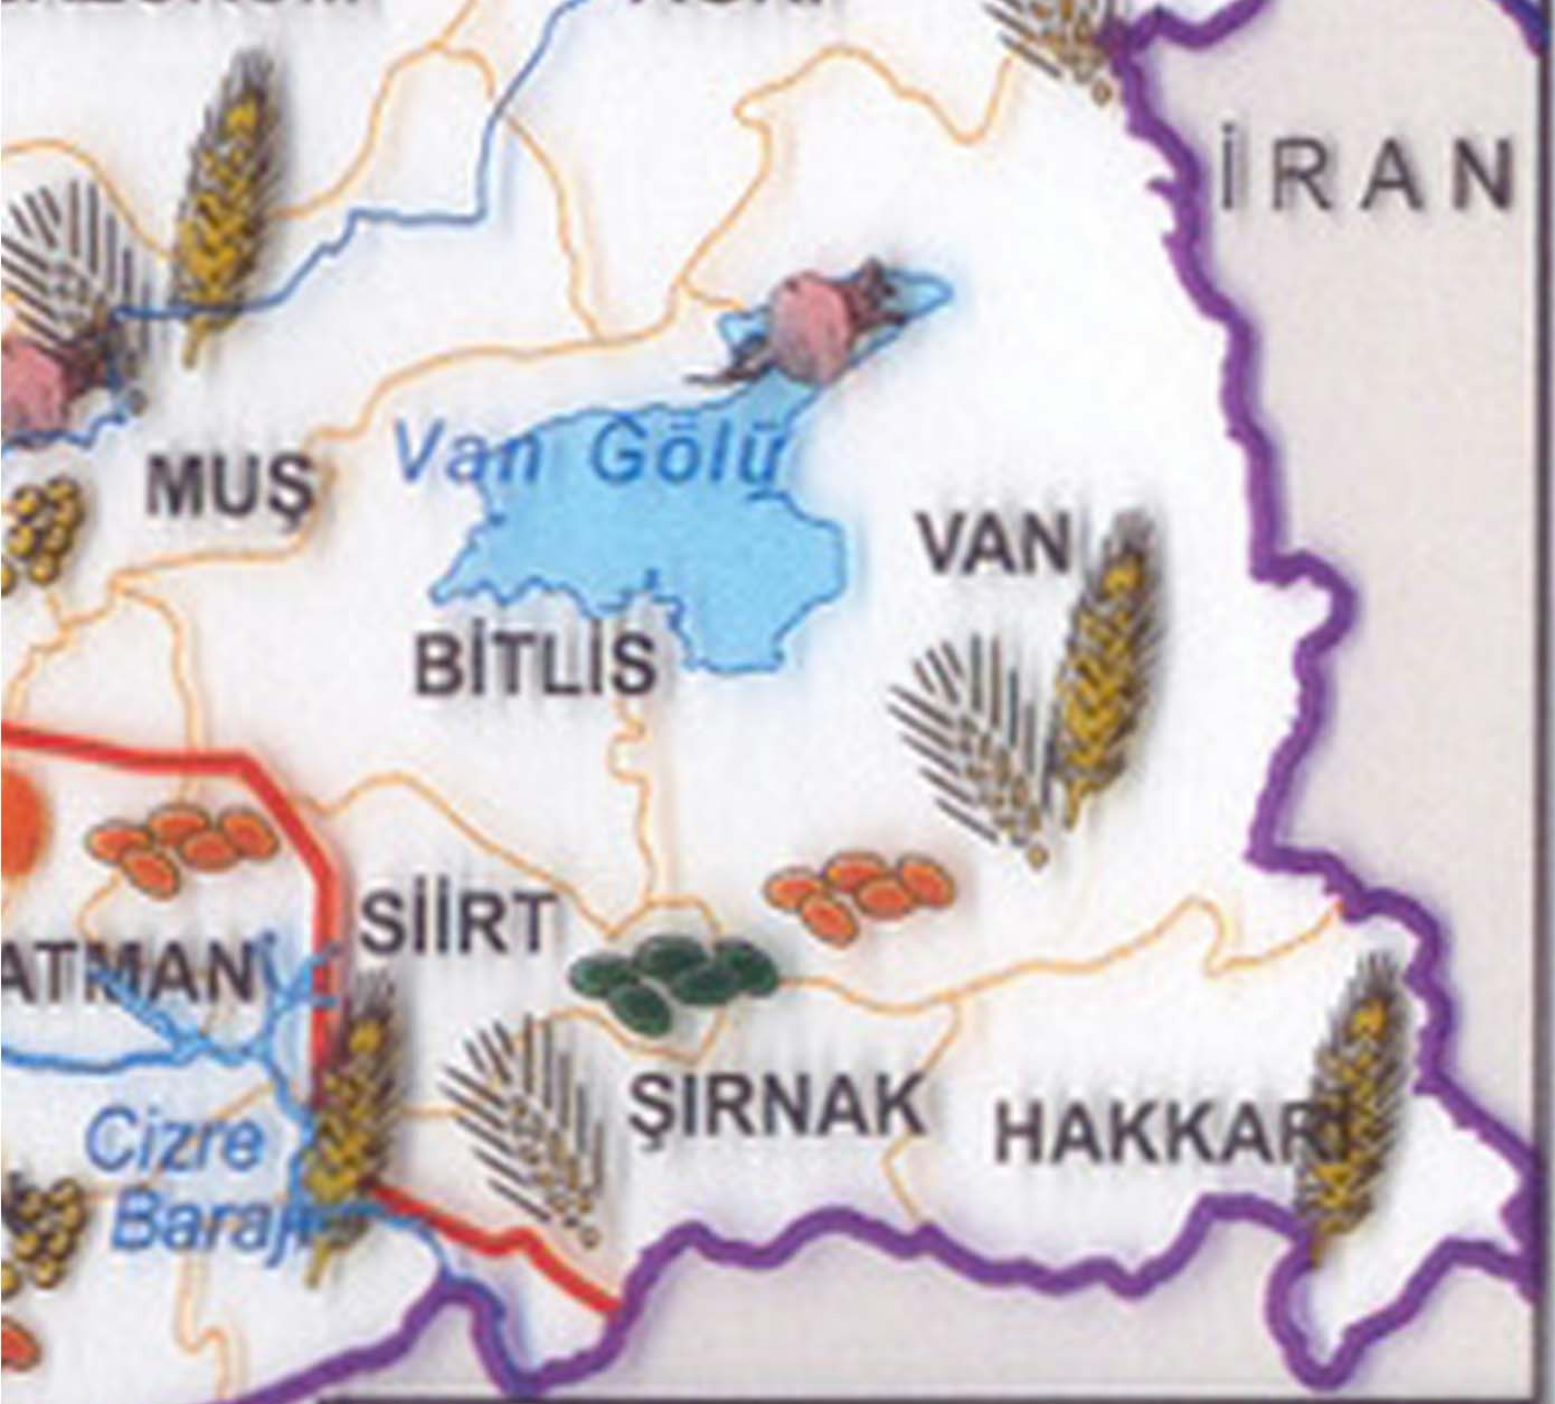 İRAN
MUŞ
Van Gölü
VAN
BİTLİS
SİİRT
ATMAN
ŞIRNAK
HAKKARİ
Cizre
Barajı